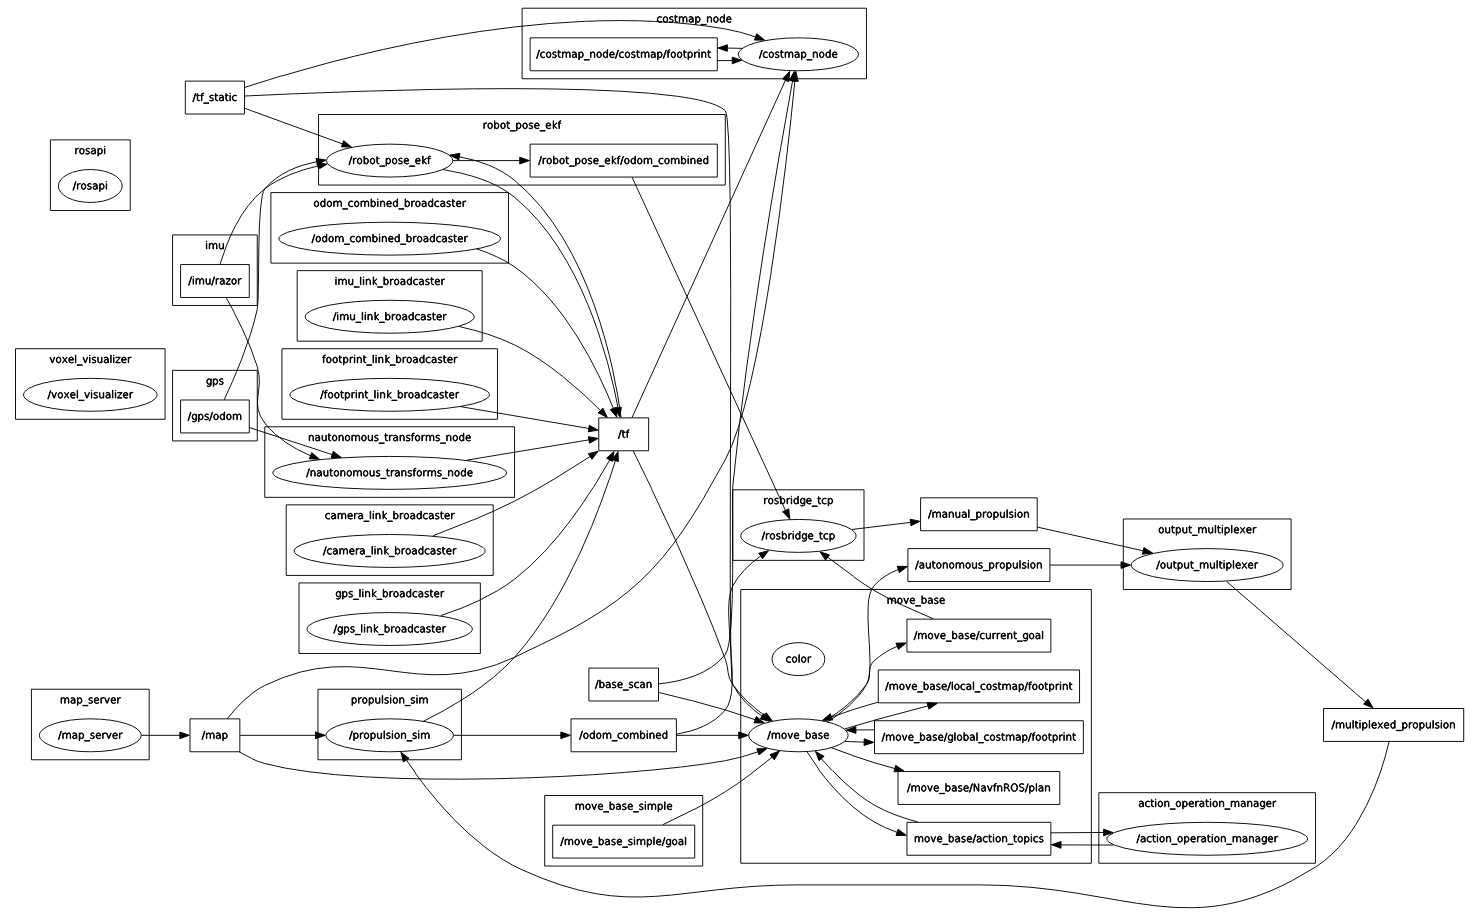 costmap_node
/costmap_node/costmap/footprint
/costmap_node
/tf_static
robot_pose_ekf
/robot_pose_ekf
/robot_pose_ekf/odom_combined
rosapi
/rosapi
odom_combined_broadcaster
/odom_combined_broadcaster
imu
/imu/razor
imu_link_broadcaster
/imu_link_broadcaster
voxel_visualizer
/voxel_visualizer
footprint_link_broadcaster
/footprint_link_broadcaster
gps
/gps/odom
/tf
nautonomous_transforms_node
/nautonomous_transforms_node
camera_link_broadcaster
/camera_link_broadcaster
rosbridge_tcp
/rosbridge_tcp
/manual_propulsion
output_multiplexer
/output_multiplexer
/autonomous_propulsion
gps_link_broadcaster
/gps_link_broadcaster
move_base
/move_base/current_goal
color
/base_scan
/move_base/local_costmap/footprint
map_server
/map_server
/map
propulsion_sim
/propulsion_sim
/odom_combined
/move_base
/move_base/global_costmap/footprint
/multiplexed_propulsion
/move_base/NavfnROS/plan
move_base_simple
/move_base_simple/goal
move_base/action_topics
action_operation_manager
/action_operation_manager